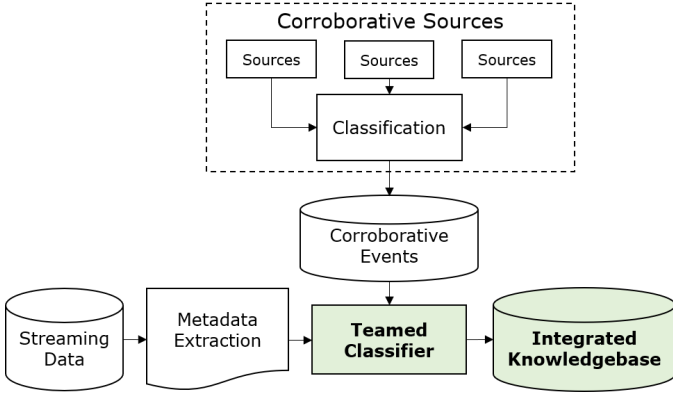 Corroborative Sources
Sources
Sources
Sources
Classification
Corroborative
Events
Streaming
Data
Metadata
Extraction
Teamed
Classifier
Integrated
Knowledgebase